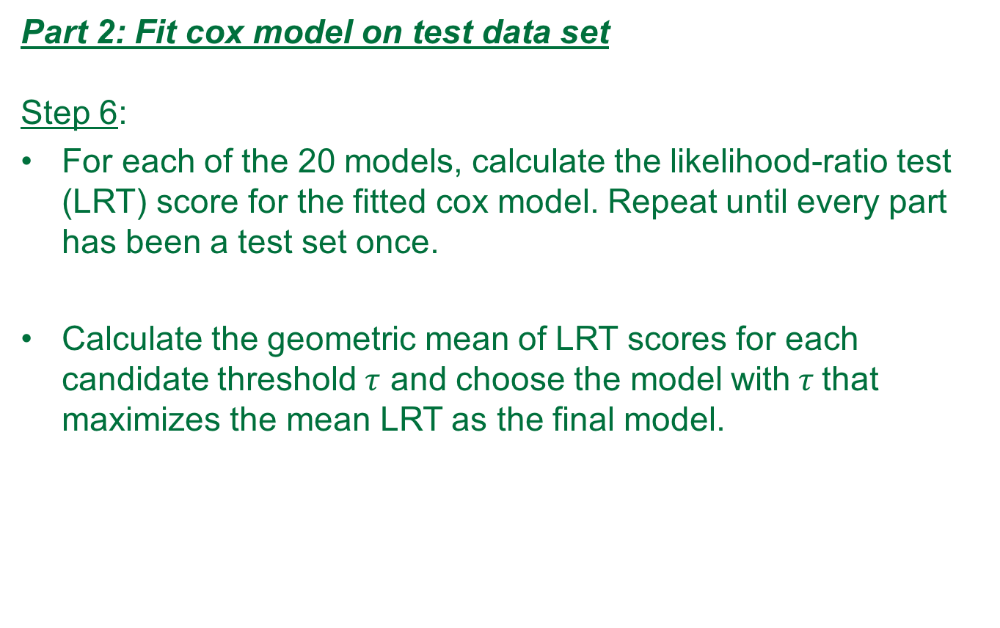 Part 2: Fit cox model on test data set
Step 6:
• For each of the 20 models, calculate the likelihood-ratio test
(LRT) score for the fitted cox model. Repeat until every part
has been a test set once.
• Calculate the geometric mean of LRT scores for each
candidate threshold τ and choose the model with τ that
maximizes the mean LRT as the final model.